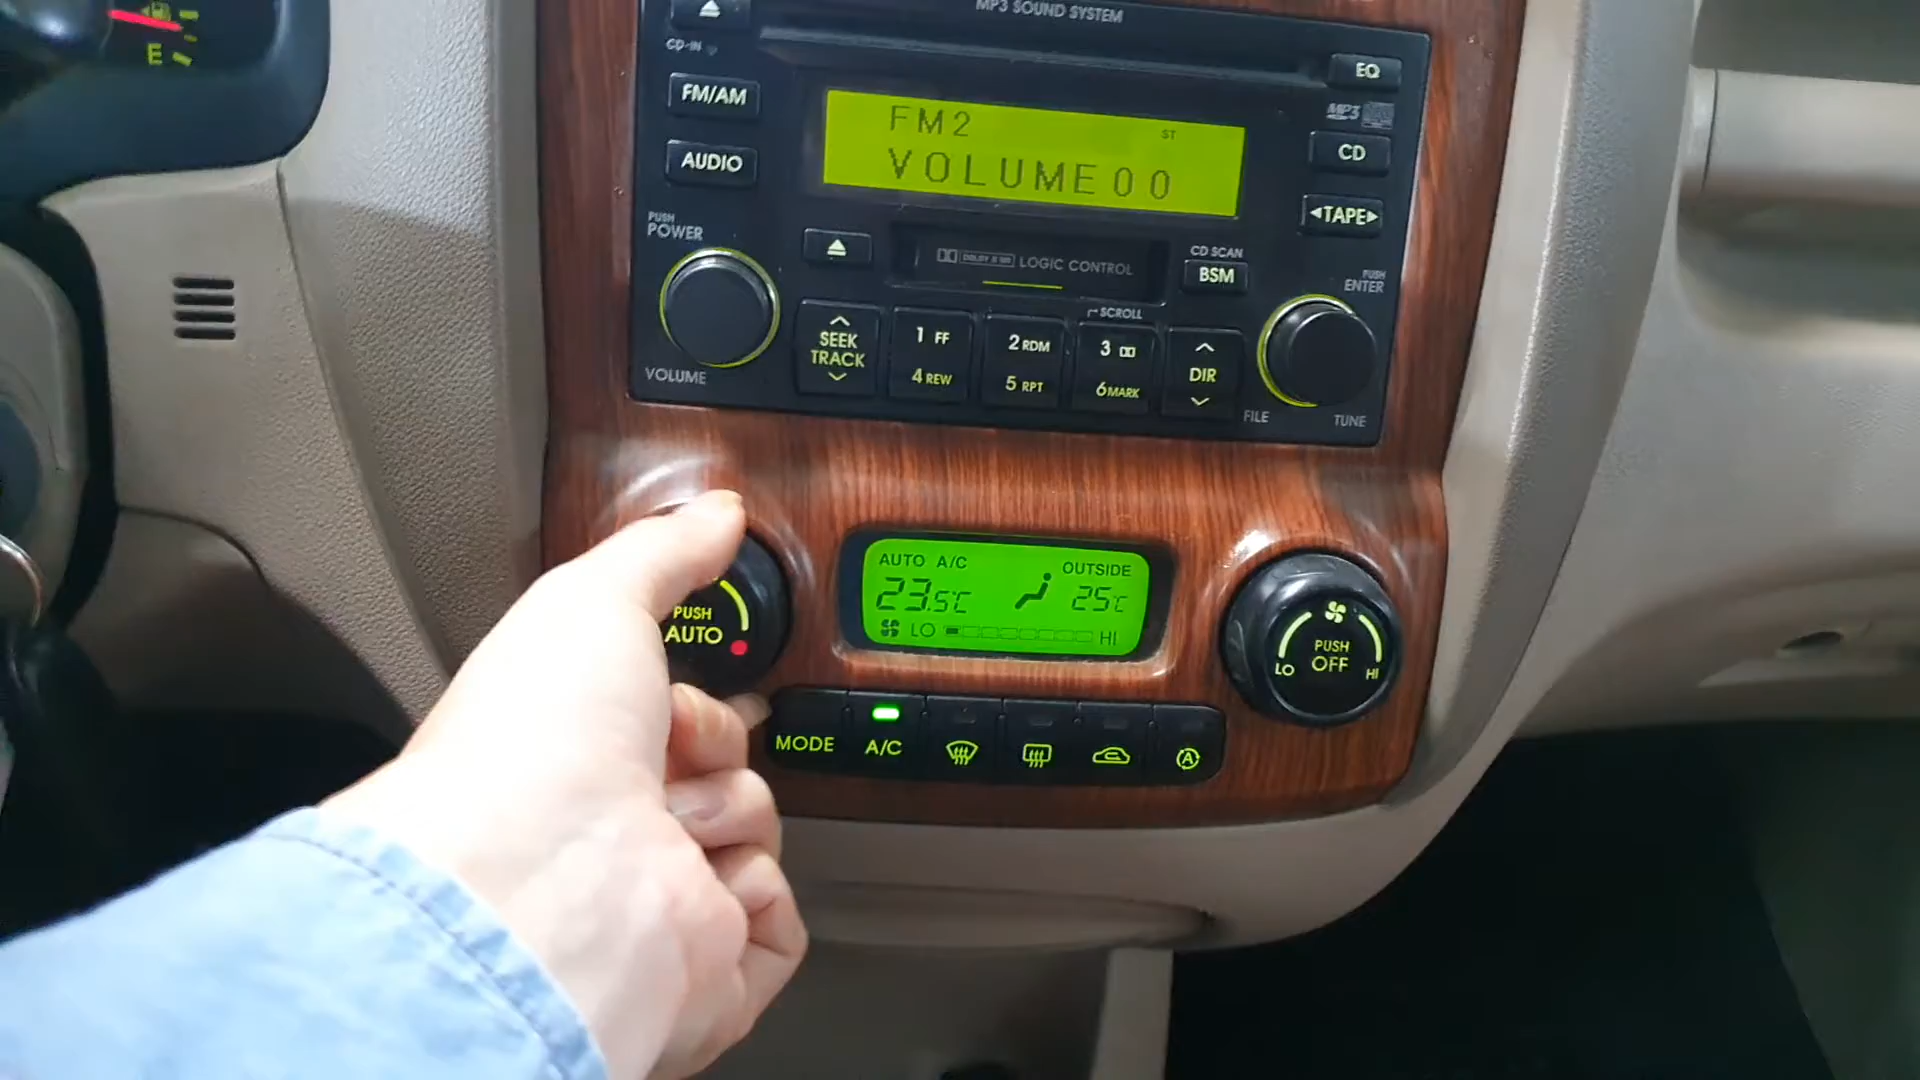 E
MP3 SOUND SYSTEM
CD-IN
EQ
FM/AM
MP3
FM2
ST
CD
AUDIO
VOLUME00
◀TAPE▶
PUSH
POWER
CD SCAN
LOGIC CONTROL
BSM
PUSH
ENTER
SCROLL
SEEK
TRACK
1 FF
2 RDM
3
DIR
4 REW
5 RPT
6 MARK
VOLUME
FILE
TUNE
AUTO A/C
OUTSIDE
23.5℃
25℃
LO
HI
PUSH
AUTO
PUSH
OFF
LO
HI
MODE
A/C
A